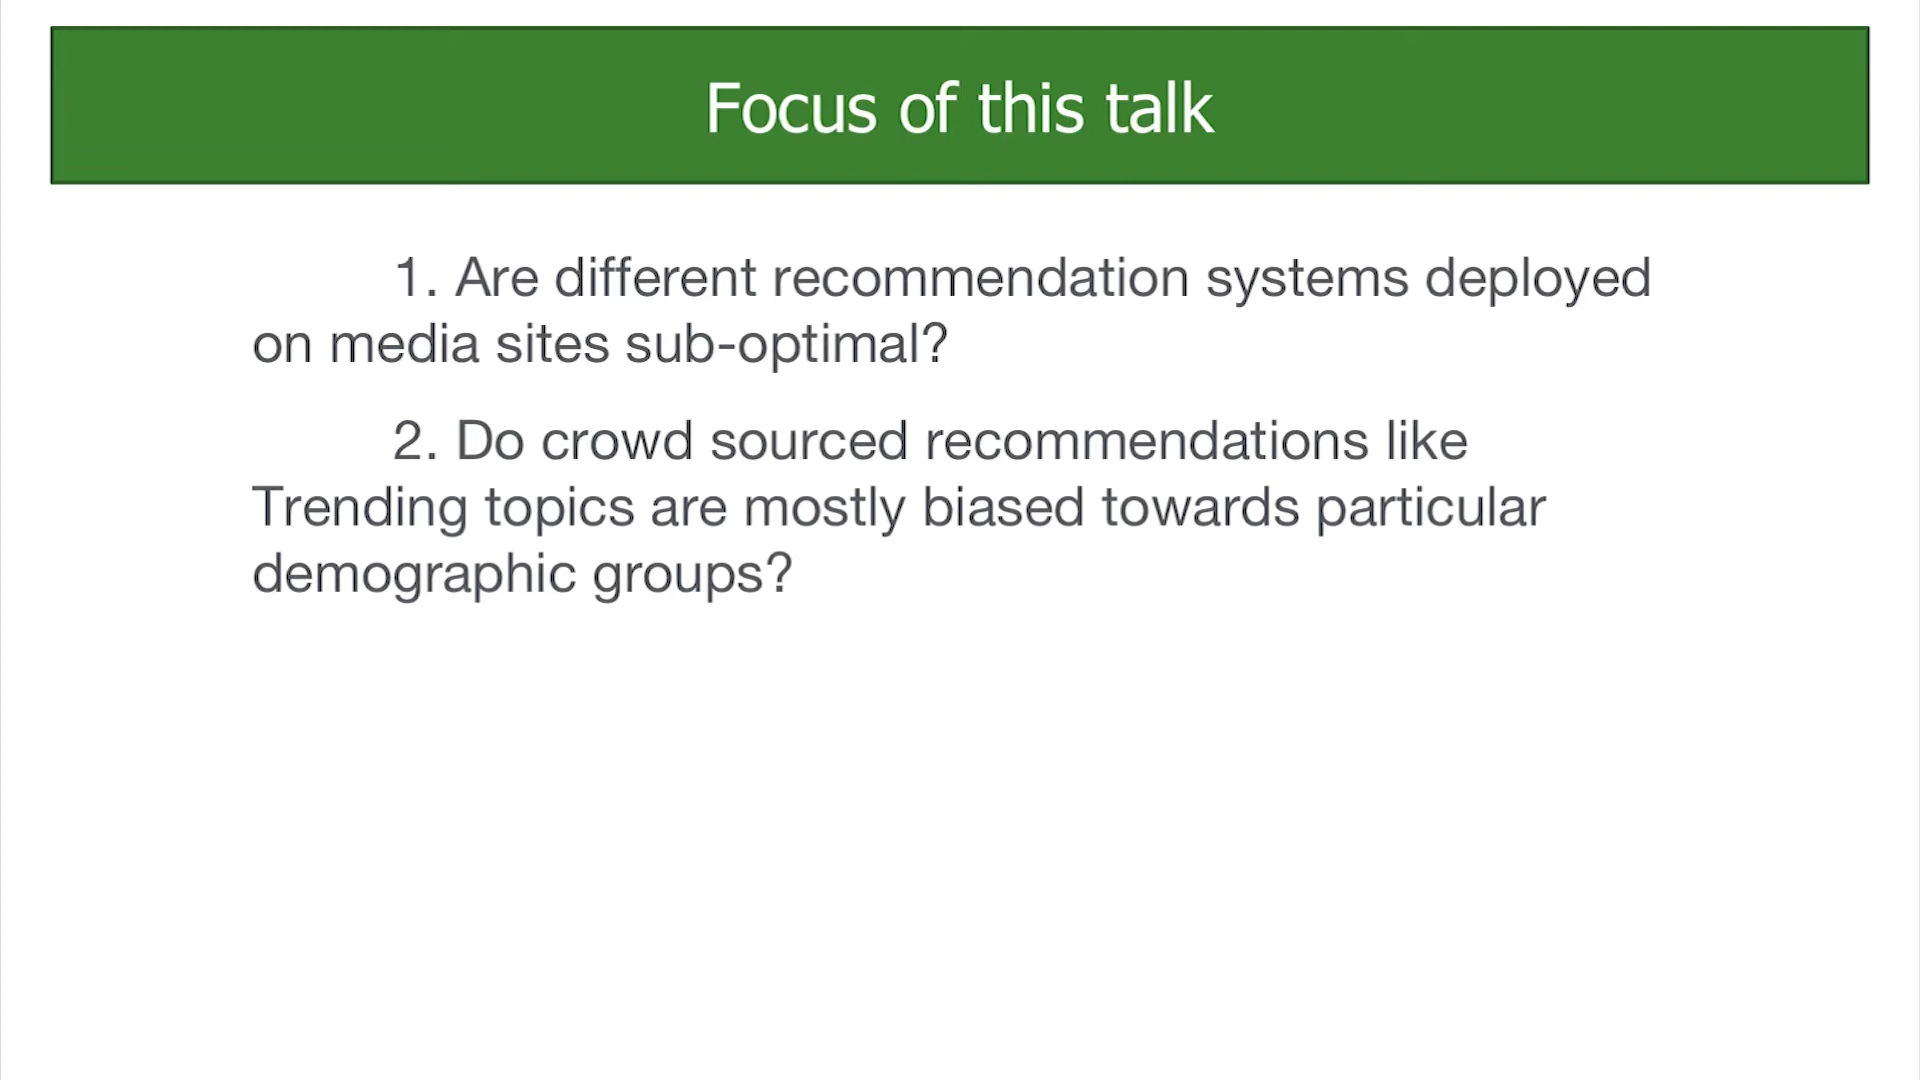 Focus of this talk
1. Are different recommendation systems deployed
on media sites sub-optimal?
2. Do crowd sourced recommendations like
Trending topics are mostly biased towards particular
demographic groups?